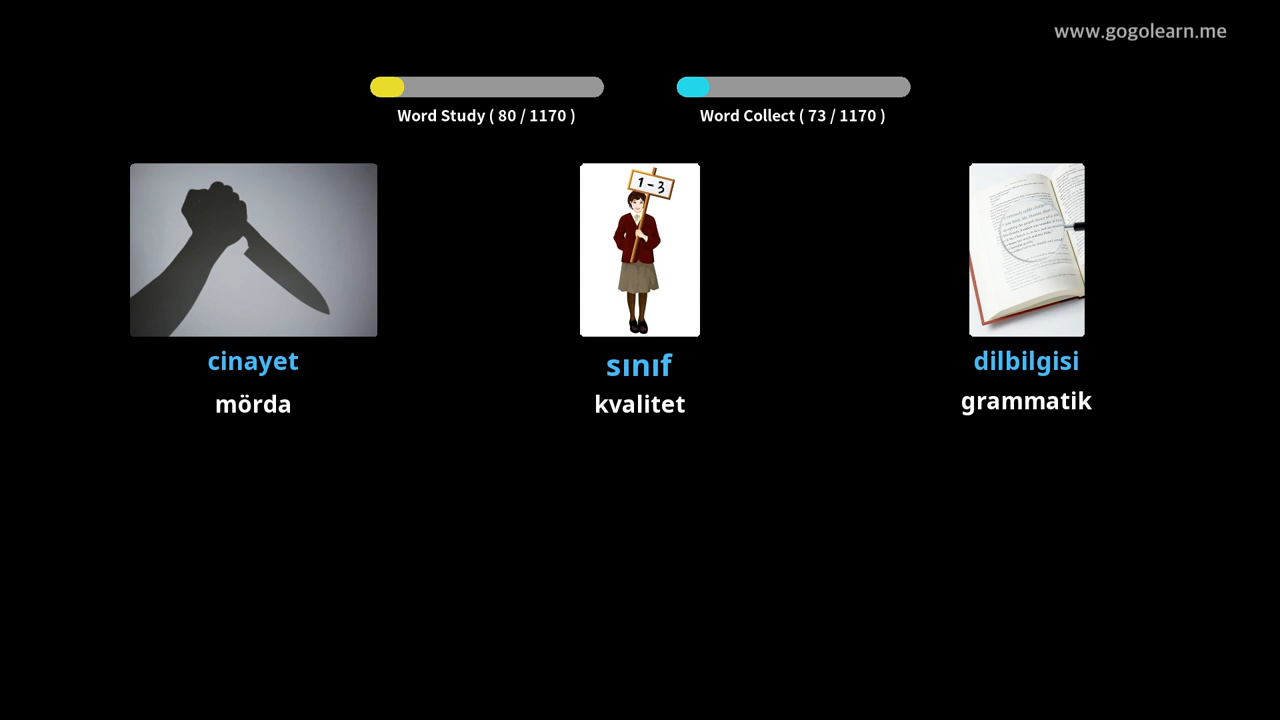 www.gogolearn.me
Word Study ( 80 / 1170 )
Word Collect ( 73 / 1170 )
1 - 3
cinayet
sınıf
dilbilgisi
mörda
kvalitet
grammatik